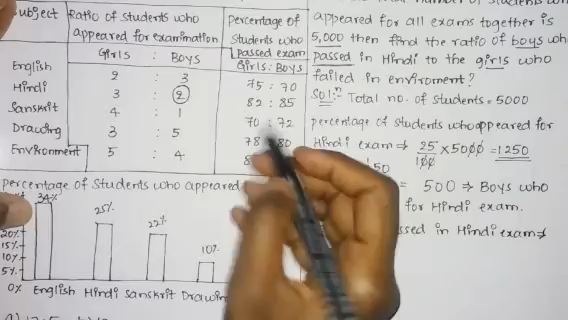 Subject
Ratio of students who
appeared for examination
Girls : Boys
percentage of
students who
passed exam
Girls : Boys
English 2 : 3 75 : 70
Hindi 3 : 2 82 : 85
Sanskrit 4 : 1 70 : 72
Drawing 3 : 5 78 80
Environment 5 : 4
percentage of students who appeared
34%
25%
22%
10%
20%
15%
10%
5%
0% English Hindi Sanskrit Drawin
appeared for all exams together is
5,000 then find the ratio of boys wh
passed in Hindi to the girls who
failed in enviroment?
Sol:n Total no. of students = 5000
percentage of students who appeared for
Hindi exam ⇒ 25/100 × 5000 = 1250
= 500 ⇒ Boys who
for Hindi exam.
ssed in Hindi exam ⇒